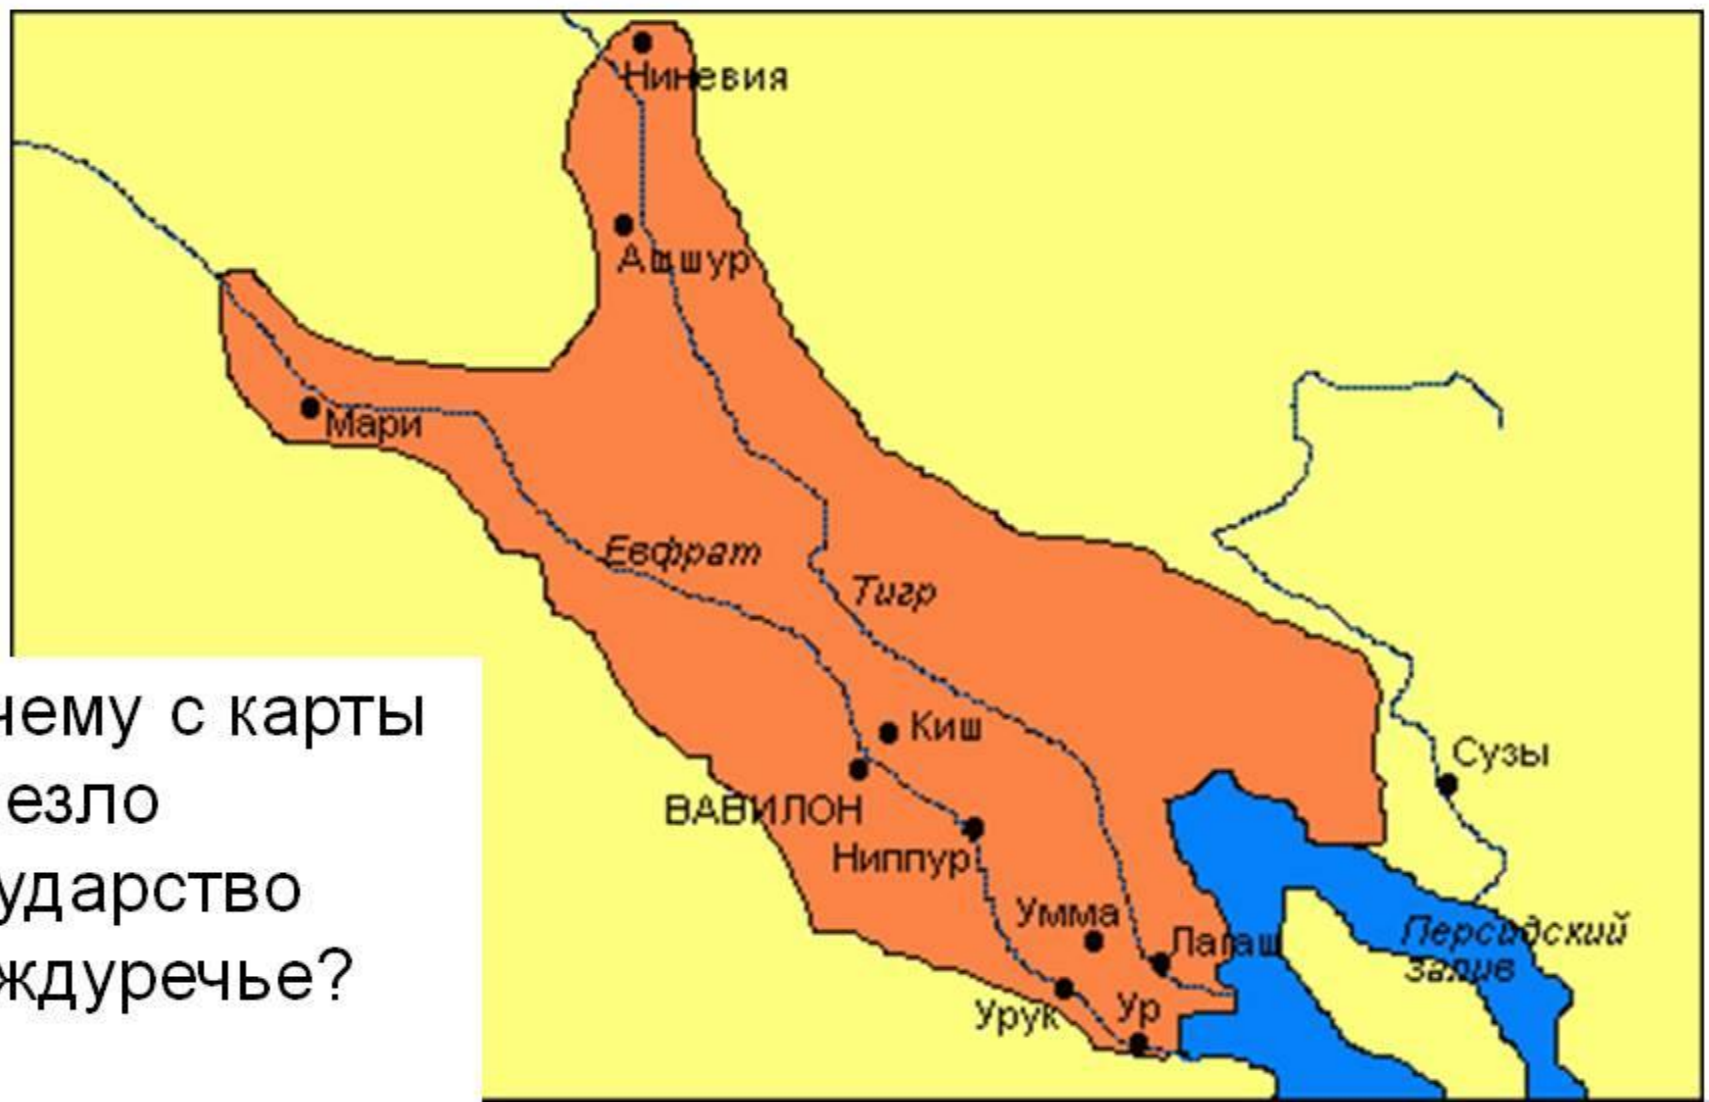 Ниневия
Ашшур
Мари
Евфрат
Тигр
Киш
Сузы
ВАВИЛОН
Ниппур
Умма
Лагаш
Персидский
залив
Урук
Ур
чему с карты
езло
ударство
ждуречье?